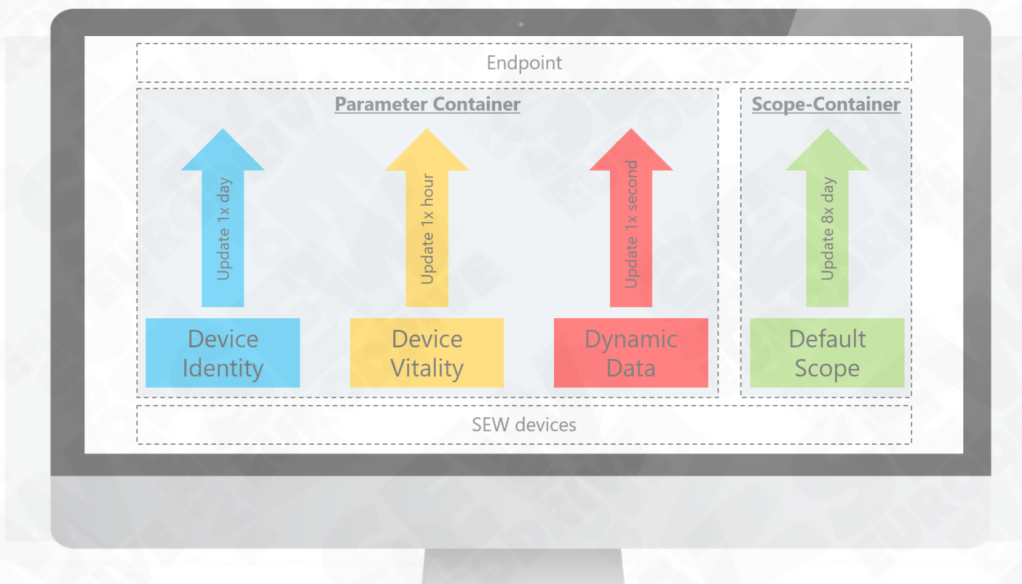 Endpoint
Parameter Container
Scope-Container
Update 1x day
Update 1x hour
Update 1x second
Update 8x day
Device
Identity
Device
Vitality
Dynamic
Data
Default
Scope
SEW devices